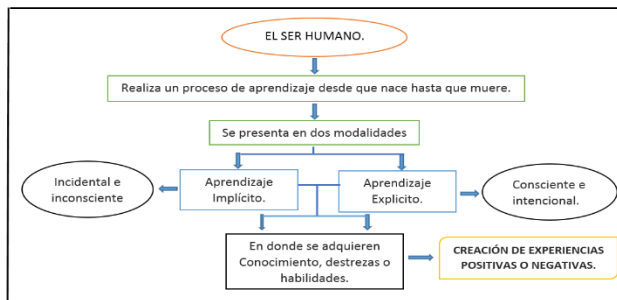 EL SER HUMANO.
Realiza un proceso de aprendizaje desde que nace hasta que muere.
Se presenta en dos modalidades
Incidental e
inconsciente
Aprendizaje
Implícito.
Aprendizaje
Explicito.
Consciente e
intencional.
En donde se adquieren
Conocimiento, destrezas o
habilidades.
CREACIÓN DE EXPERIENCIAS
POSITIVAS O NEGATIVAS.